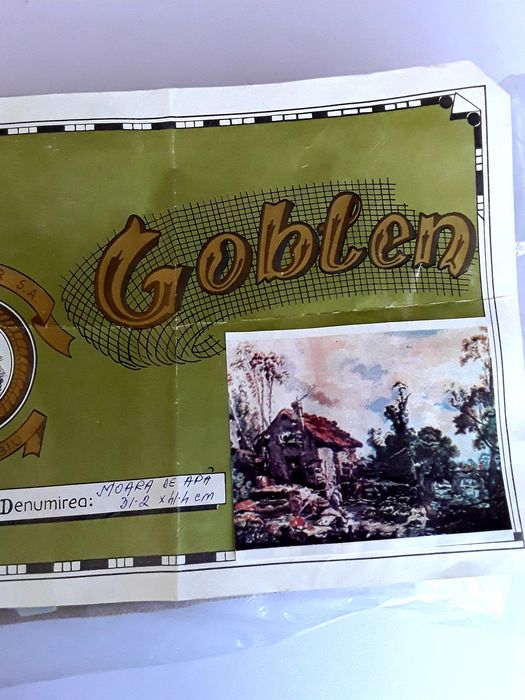 Goblen
S.A.
Denumirea: MOARA DE APĂ
31.2 x 41.4 cm